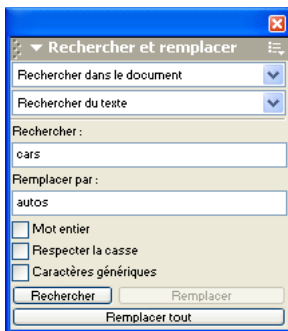 Rechercher et remplacer
Rechercher dans le document
Rechercher du texte
Rechercher :
cars
Remplacer par :
autos
Mot entier
Respecter la casse
Caractères génériques
Rechercher Remplacer
Remplacer tout